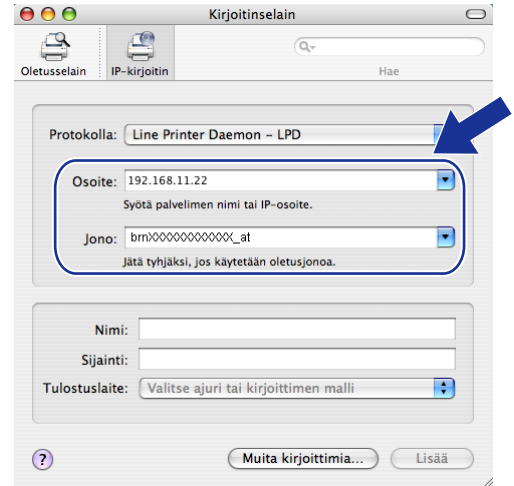 Kirjoitinselain
Oletusselain IP-kirjoitin Hae
Protokolla: Line Printer Daemon – LPD
Osoite: 192.168.11.22
Syötä palvelimen nimi tai IP-osoite.
Jono: brnXXXXXXXXXXXX_at
Jätä tyhjäksi, jos käytetään oletusjonoa.
Nimi:
Sijainti:
Tulostuslaite: Valitse ajuri tai kirjoittimen malli
? Muita kirjoittimia... Lisää